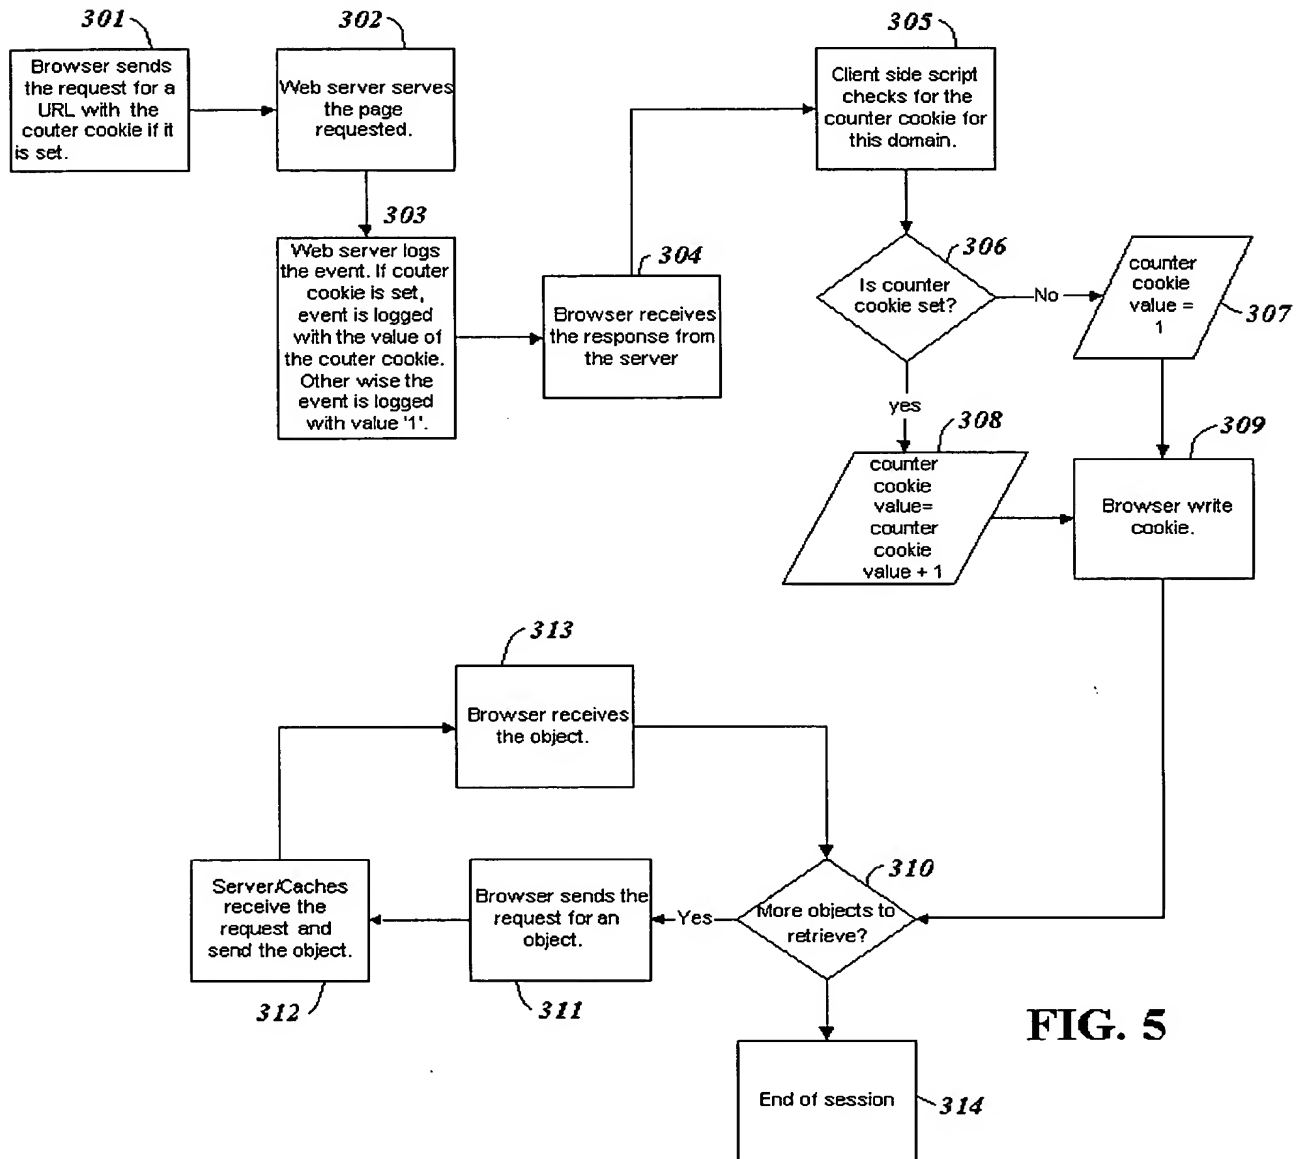 301
Browser sends
the request for a
URL with the
couter cookie if it
is set.
302
Web server serves
the page
requested.
303
Web server logs
the event. If couter
cookie is set,
event is logged
with the value of
the couter cookie.
Other wise the
event is logged
with value '1'.
304
Browser receives
the response from
the server
305
Client side script
checks for the
counter cookie for
this domain.
306
Is counter
cookie set?
No
counter
cookie
value =
1
307
yes
308
counter
cookie
value=
counter
cookie
value + 1
309
Browser write
cookie.
313
Browser receives
the object.
310
More objects to
retrieve?
Yes
Browser sends the
request for an
object.
311
Server/Caches
receive the
request and
send the object.
312
End of session
314
FIG. 5